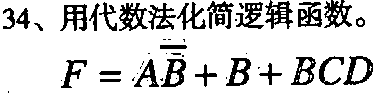 34、用代数法化简逻辑函数。
F = A\overline{\overline{B}} + B + BCD